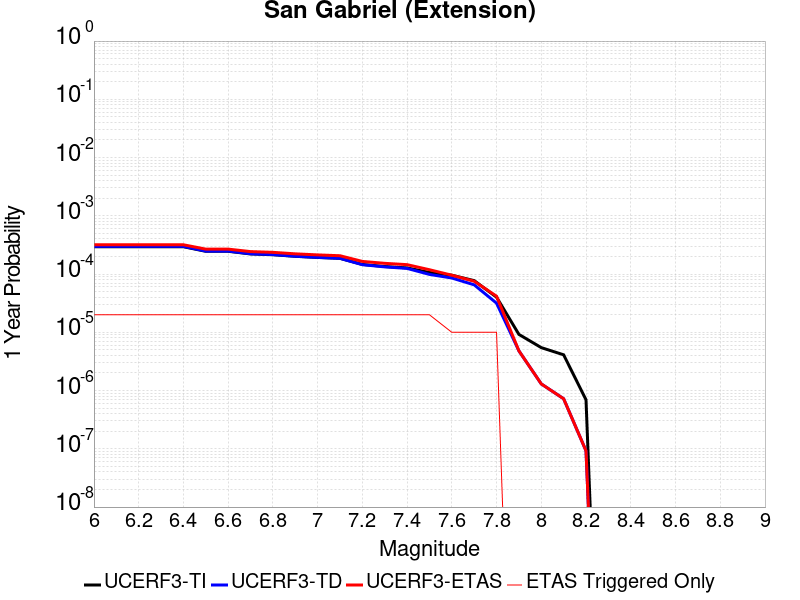 San Gabriel (Extension)
10^0
10^-1
10^-2
10^-3
10^-4
10^-5
10^-6
10^-7
10^-8
1 Year Probability
6 6.2 6.4 6.6 6.8 7 7.2 7.4 7.6 7.8 8 8.2 8.4 8.6 8.8 9
Magnitude
UCERF3-TI UCERF3-TD UCERF3-ETAS ETAS Triggered Only